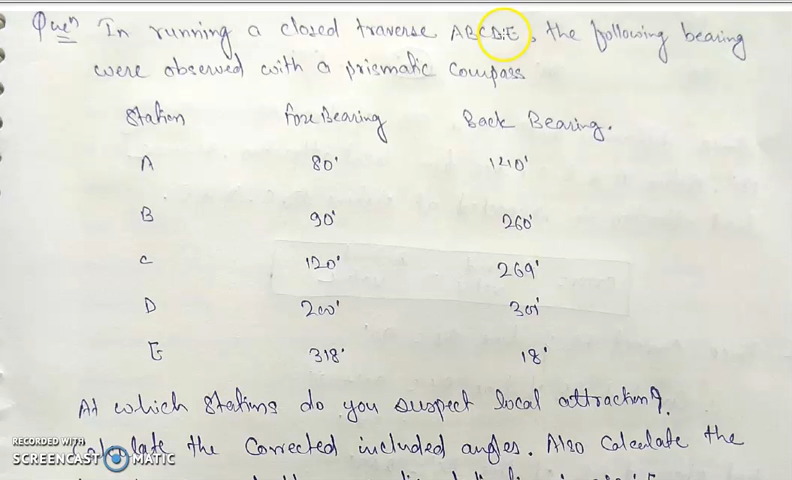 Quen In running a closed traverse ABCDE, the following bearing
were observed with a prismatic compass
Station Fore Bearing Back Bearing.
A 80° 140°
B 90° 260°
C 120° 269°
D 200° 301°
E 318° 18°
At which stations do you suspect local attraction?
Calculate the Corrected included angles. Also Calculate the
RECORDED WITH
SCREENCAST MATIC